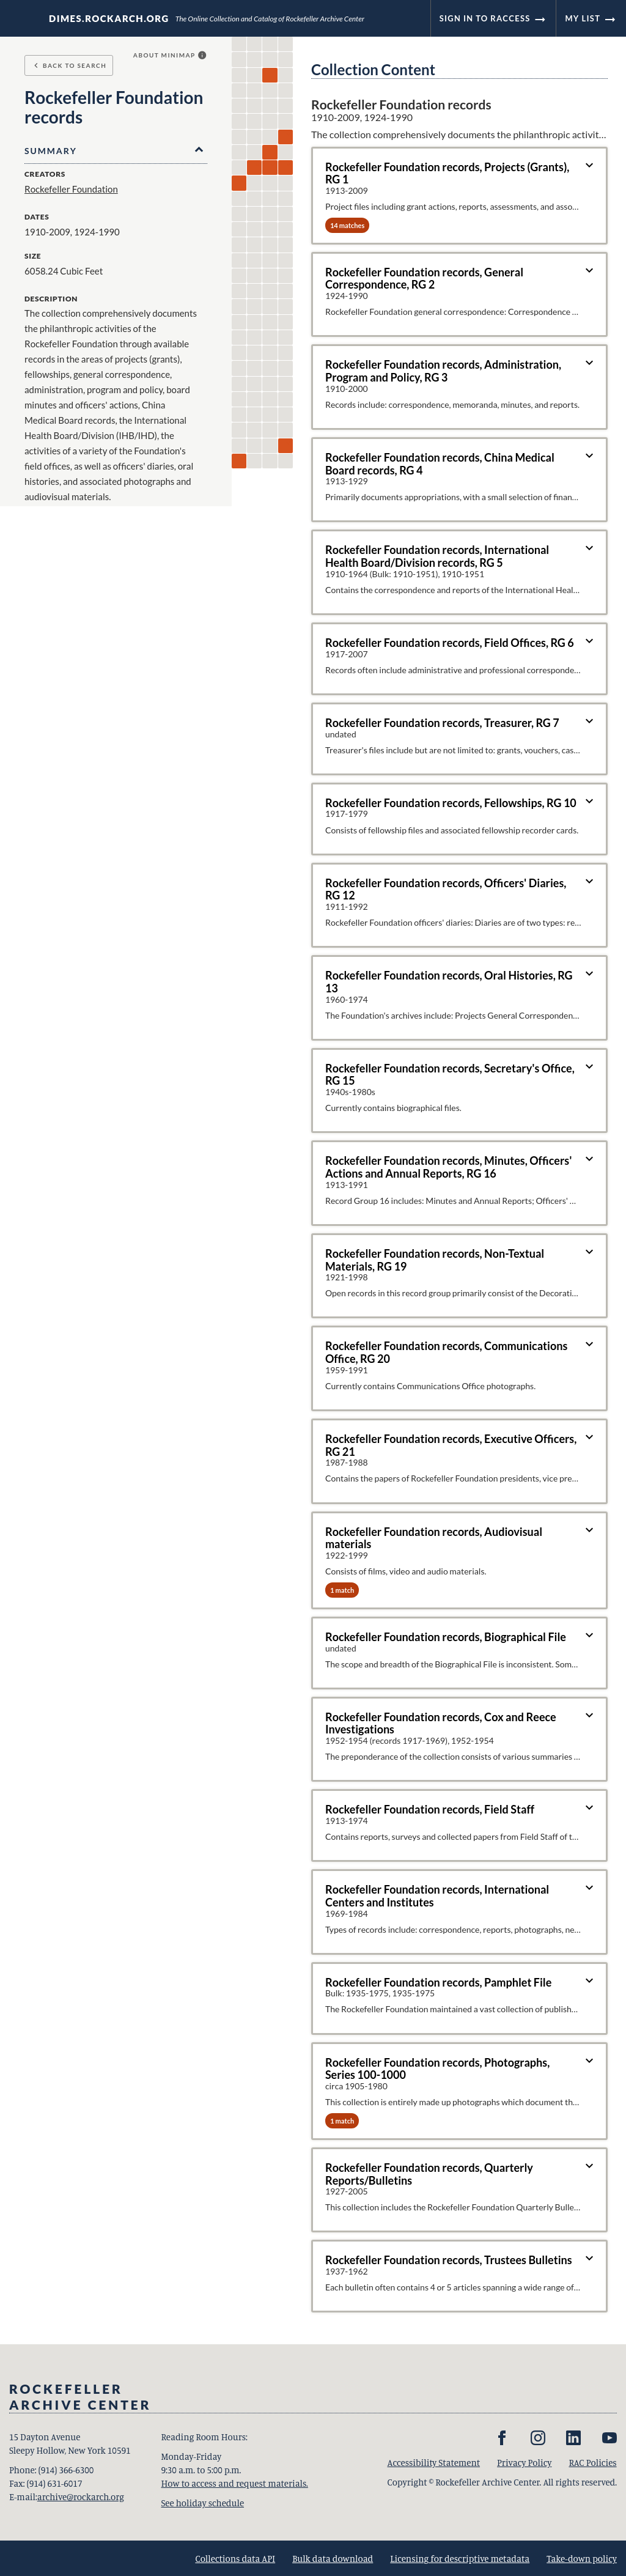 DIMES.ROCKARCH.ORG The Online Collection and Catalog of Rockefeller Archive Center
SIGN IN TO RACCESS
MY LIST
BACK TO SEARCH
ABOUT MINIMAP
Rockefeller Foundation
records
SUMMARY
CREATORS
Rockefeller Foundation
DATES
1910-2009, 1924-1990
SIZE
6058.24 Cubic Feet
DESCRIPTION
The collection comprehensively documents
the philanthropic activities of the
Rockefeller Foundation through available
records in the areas of projects (grants),
fellowships, general correspondence,
administration, program and policy, board
minutes and officers' actions, China
Medical Board records, the International
Health Board/Division (IHB/IHD), the
activities of a variety of the Foundation's
field offices, as well as officers' diaries, oral
histories, and associated photographs and
audiovisual materials.
Collection Content
Rockefeller Foundation records
1910-2009, 1924-1990
The collection comprehensively documents the philanthropic activit...
Rockefeller Foundation records, Projects (Grants),
RG 1
1913-2009
Project files including grant actions, reports, assessments, and asso...
14 matches
Rockefeller Foundation records, General
Correspondence, RG 2
1924-1990
Rockefeller Foundation general correspondence: Correspondence ...
Rockefeller Foundation records, Administration,
Program and Policy, RG 3
1910-2000
Records include: correspondence, memoranda, minutes, and reports.
Rockefeller Foundation records, China Medical
Board records, RG 4
1913-1929
Primarily documents appropriations, with a small selection of finan...
Rockefeller Foundation records, International
Health Board/Division records, RG 5
1910-1964 (Bulk: 1910-1951), 1910-1951
Contains the correspondence and reports of the International Heal...
Rockefeller Foundation records, Field Offices, RG 6
1917-2007
Records often include administrative and professional corresponde...
Rockefeller Foundation records, Treasurer, RG 7
undated
Treasurer's files include but are not limited to: grants, vouchers, cas...
Rockefeller Foundation records, Fellowships, RG 10
1917-1979
Consists of fellowship files and associated fellowship recorder cards.
Rockefeller Foundation records, Officers' Diaries,
RG 12
1911-1992
Rockefeller Foundation officers' diaries: Diaries are of two types: re...
Rockefeller Foundation records, Oral Histories, RG
13
1960-1974
The Foundation's archives include: Projects General Corresponden...
Rockefeller Foundation records, Secretary's Office,
RG 15
1940s-1980s
Currently contains biographical files.
Rockefeller Foundation records, Minutes, Officers'
Actions and Annual Reports, RG 16
1913-1991
Record Group 16 includes: Minutes and Annual Reports; Officers' ...
Rockefeller Foundation records, Non-Textual
Materials, RG 19
1921-1998
Open records in this record group primarily consist of the Decorati...
Rockefeller Foundation records, Communications
Office, RG 20
1959-1991
Currently contains Communications Office photographs.
Rockefeller Foundation records, Executive Officers,
RG 21
1987-1988
Contains the papers of Rockefeller Foundation presidents, vice pre...
Rockefeller Foundation records, Audiovisual
materials
1922-1999
Consists of films, video and audio materials.
1 match
Rockefeller Foundation records, Biographical File
undated
The scope and breadth of the Biographical File is inconsistent. Som...
Rockefeller Foundation records, Cox and Reece
Investigations
1952-1954 (records 1917-1969), 1952-1954
The preponderance of the collection consists of various summaries ...
Rockefeller Foundation records, Field Staff
1913-1974
Contains reports, surveys and collected papers from Field Staff of t...
Rockefeller Foundation records, International
Centers and Institutes
1969-1984
Types of records include: correspondence, reports, photographs, ne...
Rockefeller Foundation records, Pamphlet File
Bulk: 1935-1975, 1935-1975
The Rockefeller Foundation maintained a vast collection of publish...
Rockefeller Foundation records, Photographs,
Series 100-1000
circa 1905-1980
This collection is entirely made up photographs which document th...
1 match
Rockefeller Foundation records, Quarterly
Reports/Bulletins
1927-2005
This collection includes the Rockefeller Foundation Quarterly Bulle...
Rockefeller Foundation records, Trustees Bulletins
1937-1962
Each bulletin often contains 4 or 5 articles spanning a wide range of...
ROCKEFELLER
ARCHIVE CENTER
15 Dayton Avenue
Sleepy Hollow, New York 10591
Phone: (914) 366-6300
Fax: (914) 631-6017
E-mail:archive@rockarch.org
Reading Room Hours:
Monday-Friday
9:30 a.m. to 5:00 p.m.
How to access and request materials.
See holiday schedule
Accessibility Statement Privacy Policy RAC Policies
Copyright © Rockefeller Archive Center. All rights reserved.
Collections data API Bulk data download Licensing for descriptive metadata Take-down policy